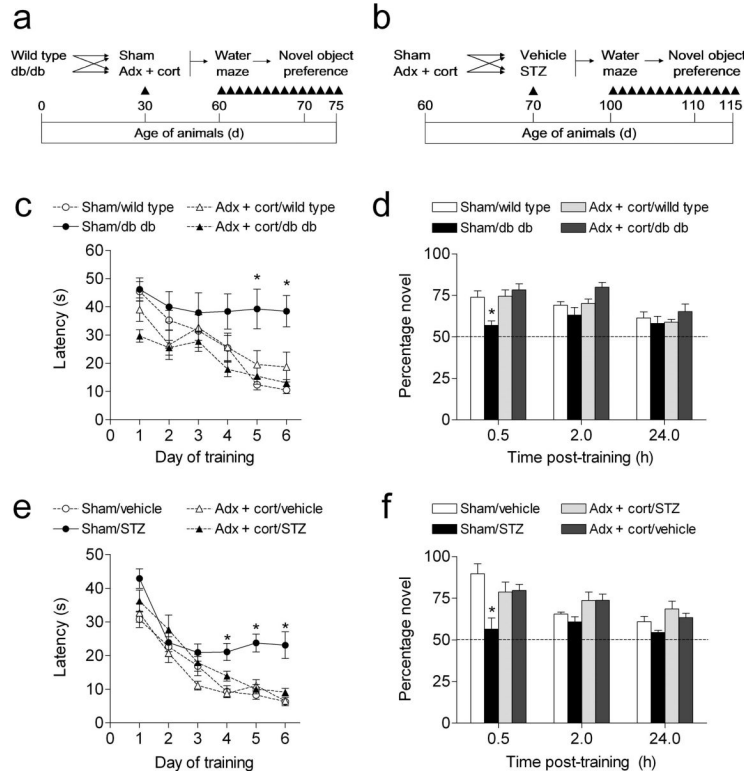 a
Wild type
db/db
Sham
Adx + cort
Water
maze
Novel object
preference
0
30
60
70
75
Age of animals (d)
b
Sham
Adx + cort
Vehicle
STZ
Water
maze
Novel object
preference
60
70
100
110
115
Age of animals (d)
c
Sham/wild type
Adx + cort/wild type
Sham/db db
Adx + cort/db db
60
50
40
30
20
10
0
Latency (s)
* *
0 1 2 3 4 5 6
Day of training
d
Sham/wild type
Adx + cort/willd type
Sham/db db
Adx + cort/db db
100
75
50
25
0
Percentage novel
*
0.5 2.0 24.0
Time post-training (h)
e
Sham/vehicle
Adx + cort/vehicle
Sham/STZ
Adx + cort/STZ
50
40
30
20
10
0
Latency (s)
* * *
0 1 2 3 4 5 6
Day of training
f
Sham/vehicle
Adx + cort/STZ
Sham/STZ
Adx + cort/vehicle
100
75
50
25
0
Percentage novel
*
0.5 2.0 24.0
Time post-training (h)